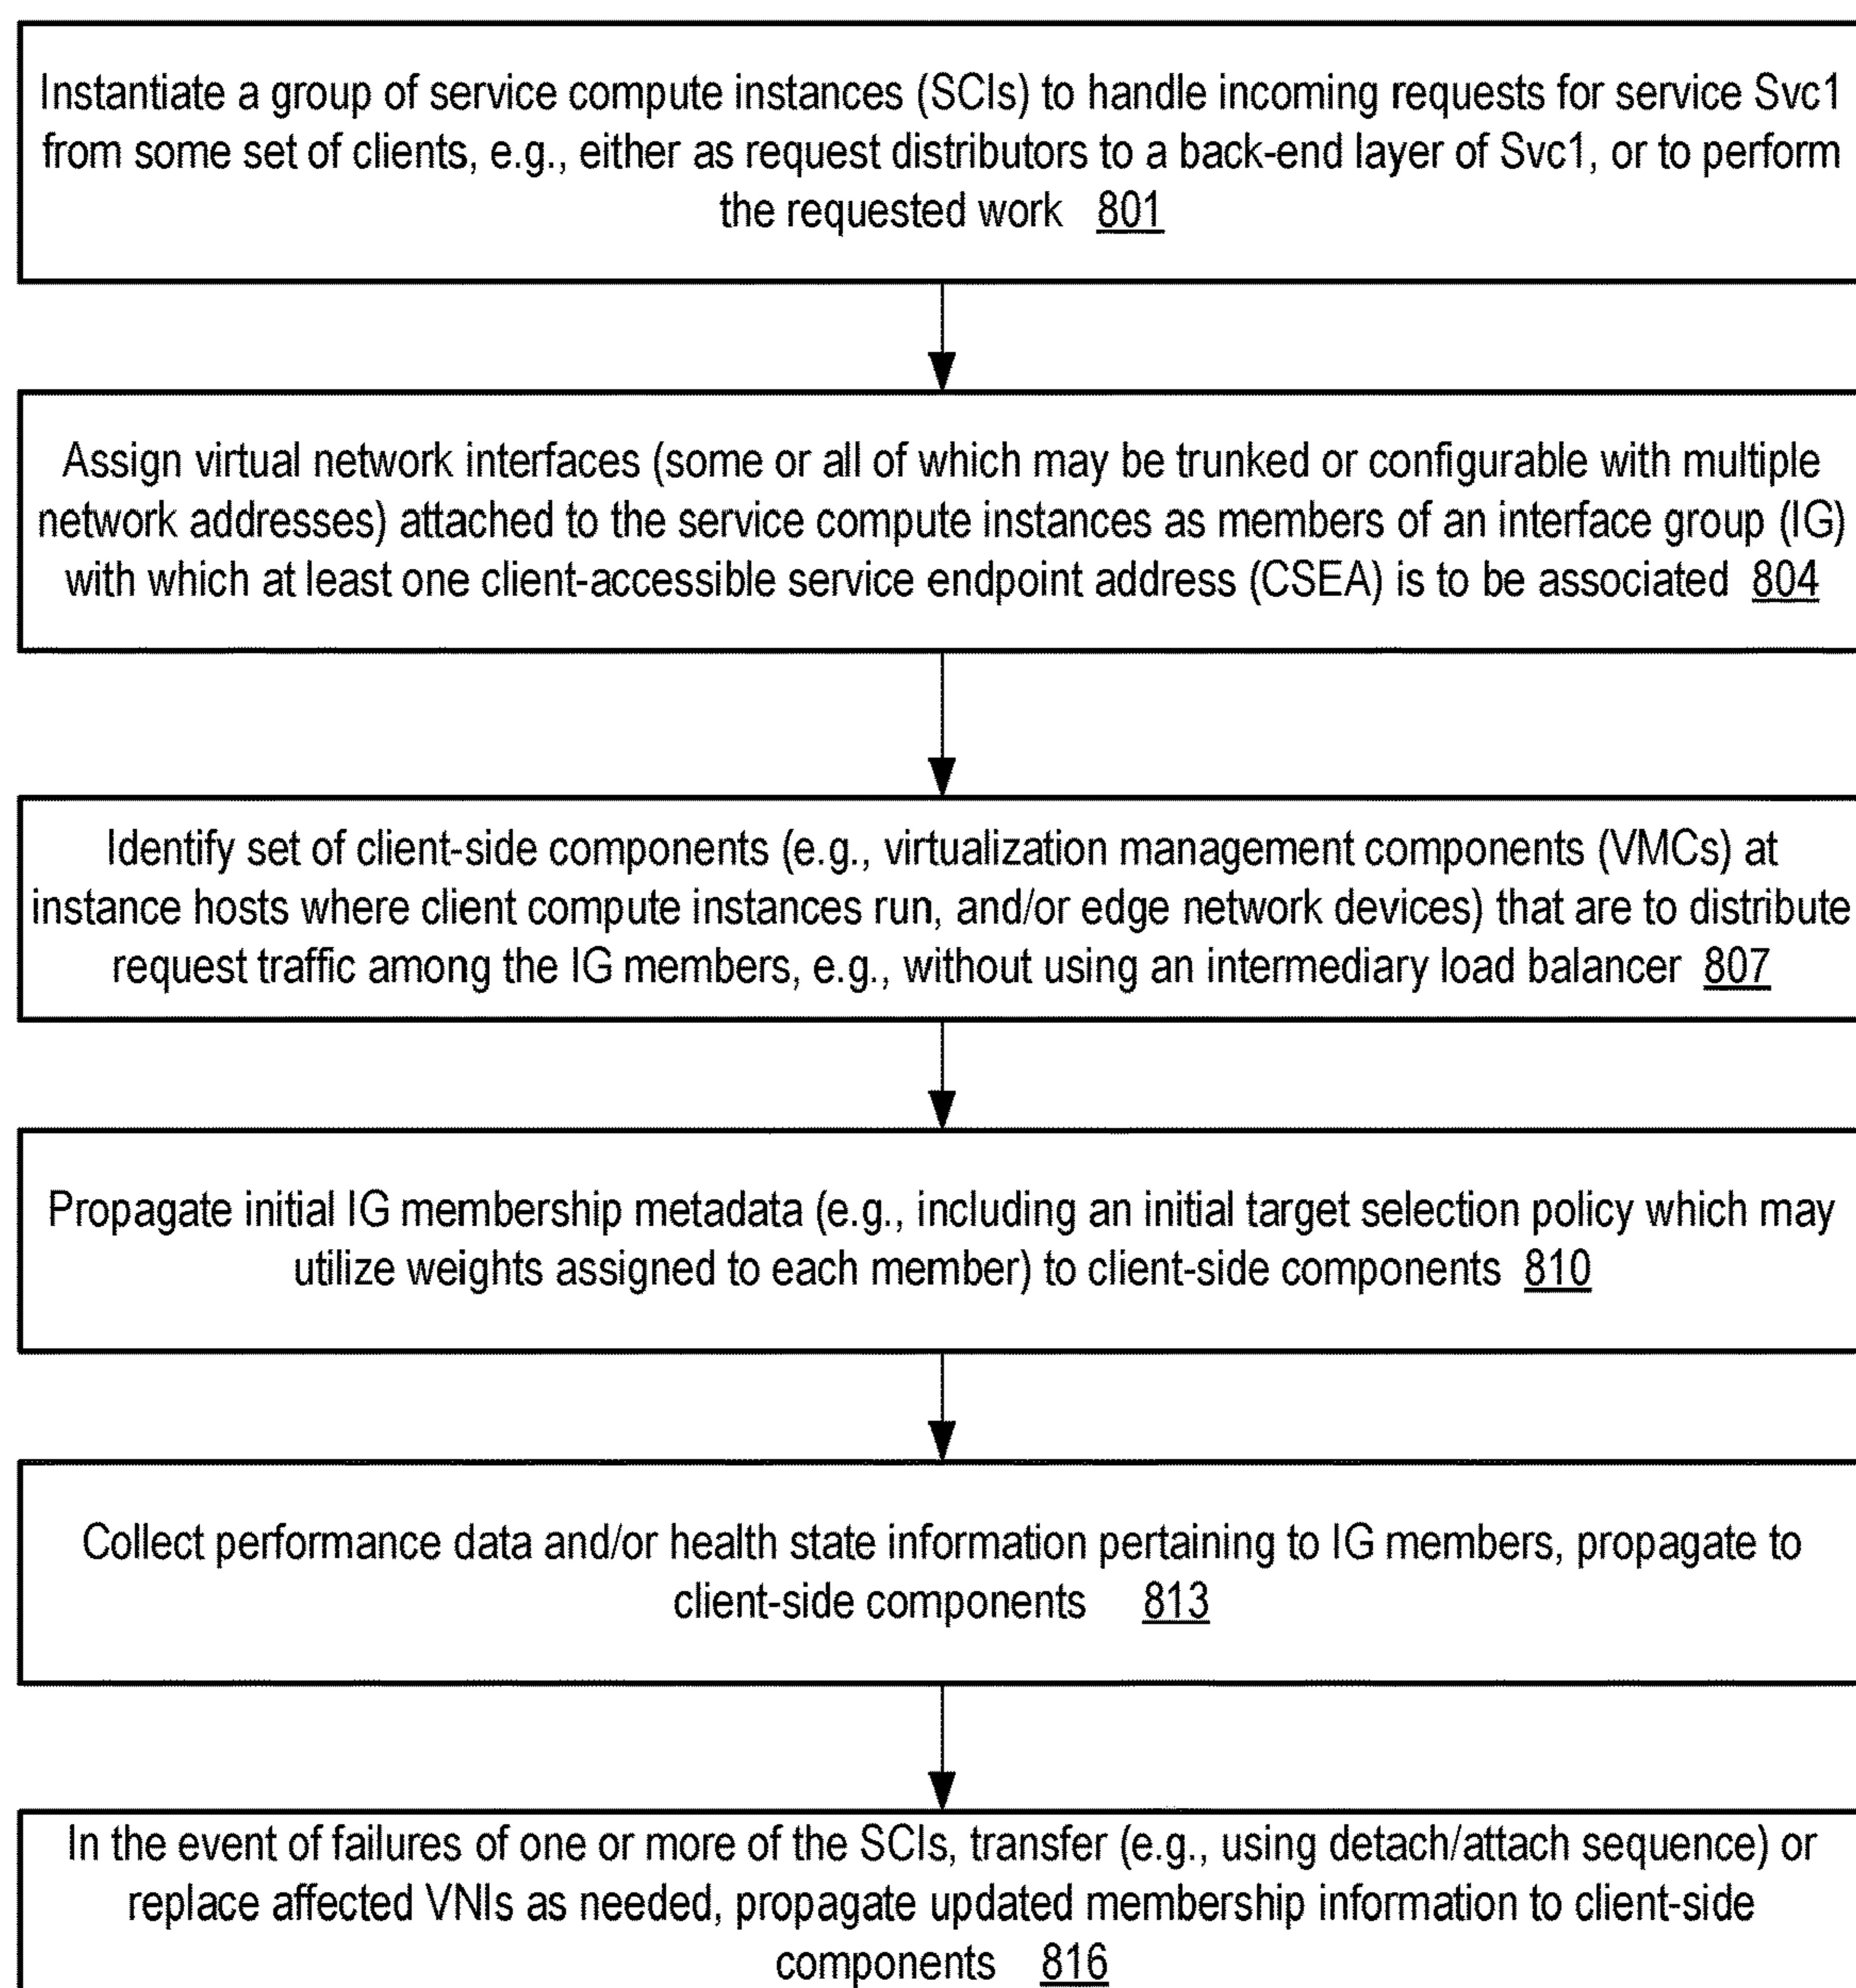 Instantiate a group of service compute instances (SCIs) to handle incoming requests for service Svc1
from some set of clients, e.g., either as request distributors to a back-end layer of Svc1, or to perform
the requested work 801
Assign virtual network interfaces (some or all of which may be trunked or configurable with multiple
network addresses) attached to the service compute instances as members of an interface group (IG)
with which at least one client-accessible service endpoint address (CSEA) is to be associated 804
Identify set of client-side components (e.g., virtualization management components (VMCs) at
instance hosts where client compute instances run, and/or edge network devices) that are to distribute
request traffic among the IG members, e.g., without using an intermediary load balancer 807
Propagate initial IG membership metadata (e.g., including an initial target selection policy which may
utilize weights assigned to each member) to client-side components 810
Collect performance data and/or health state information pertaining to IG members, propagate to
client-side components 813
In the event of failures of one or more of the SCIs, transfer (e.g., using detach/attach sequence) or
replace affected VNIs as needed, propagate updated membership information to client-side
components 816